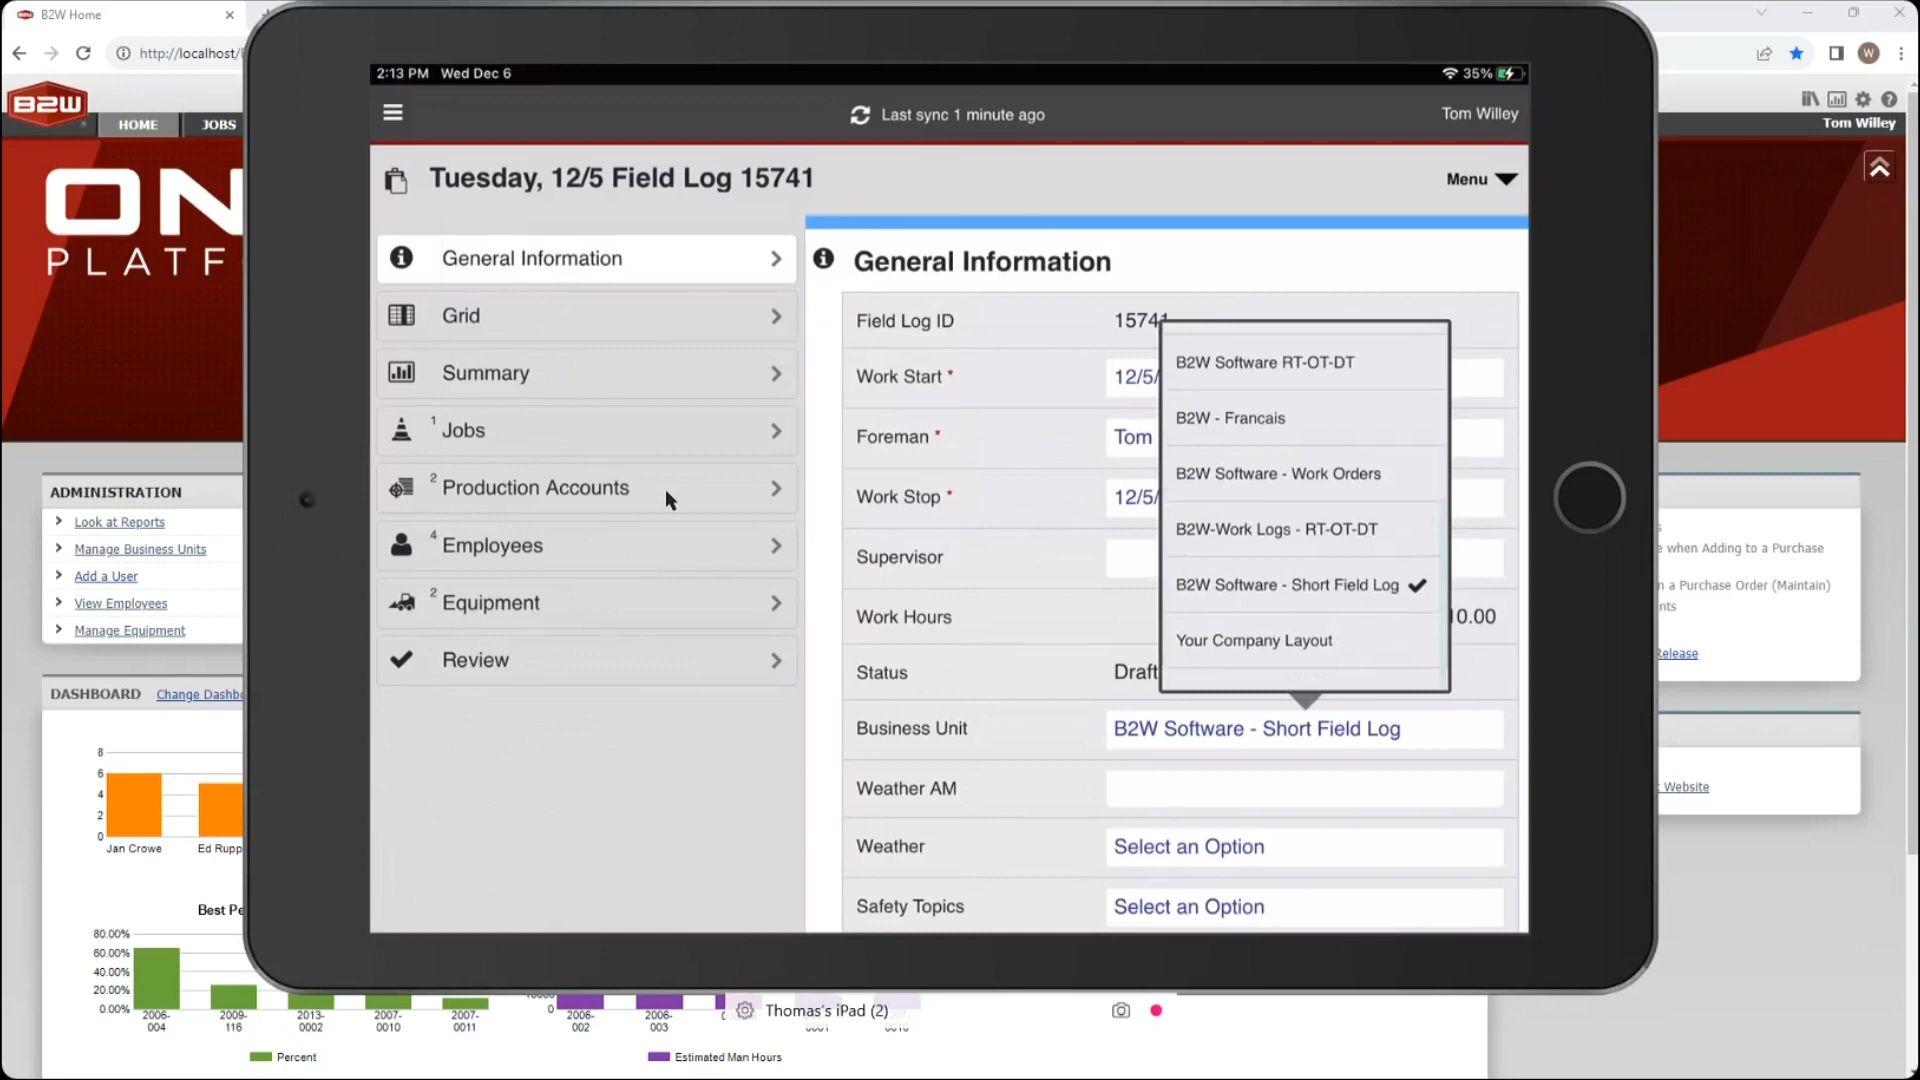 B2W Home
http://localhost/
W
B2W
HOME
JOBS
Tom Willey
ON
PLATF
ADMINISTRATION
Look at Reports
Manage Business Units
Add a User
View Employees
Manage Equipment
DASHBOARD
8
6
4
2
0
Jan Crowe
Ed Rupp
Best Pe
80.00%
60.00%
40.00%
20.00%
0.00%
2006-
004
2009-
116
2013-
0002
2007-
0010
2007-
0011
Percent
0
2006-
002
2006-
003
Estimated Man Hours
2:13 PM Wed Dec 6
35%
Last sync 1 minute ago
Tom Willey
Tuesday, 12/5 Field Log 15741
Menu
General Information
Grid
Summary
1 Jobs
2 Production Accounts
4 Employees
2 Equipment
Review
General Information
Field Log ID
15741
Work Start *
12/5/
Foreman *
Tom
Work Stop *
12/5/
Supervisor
Work Hours
10.00
Status
Draft
Business Unit
B2W Software - Short Field Log
Weather AM
Weather
Select an Option
Safety Topics
Select an Option
B2W Software RT-OT-DT
B2W - Francais
B2W Software - Work Orders
B2W-Work Logs - RT-OT-DT
B2W Software - Short Field Log
Your Company Layout
Thomas's iPad (2)
e when Adding to a Purchase
n a Purchase Order (Maintain)
nts
Release
Website